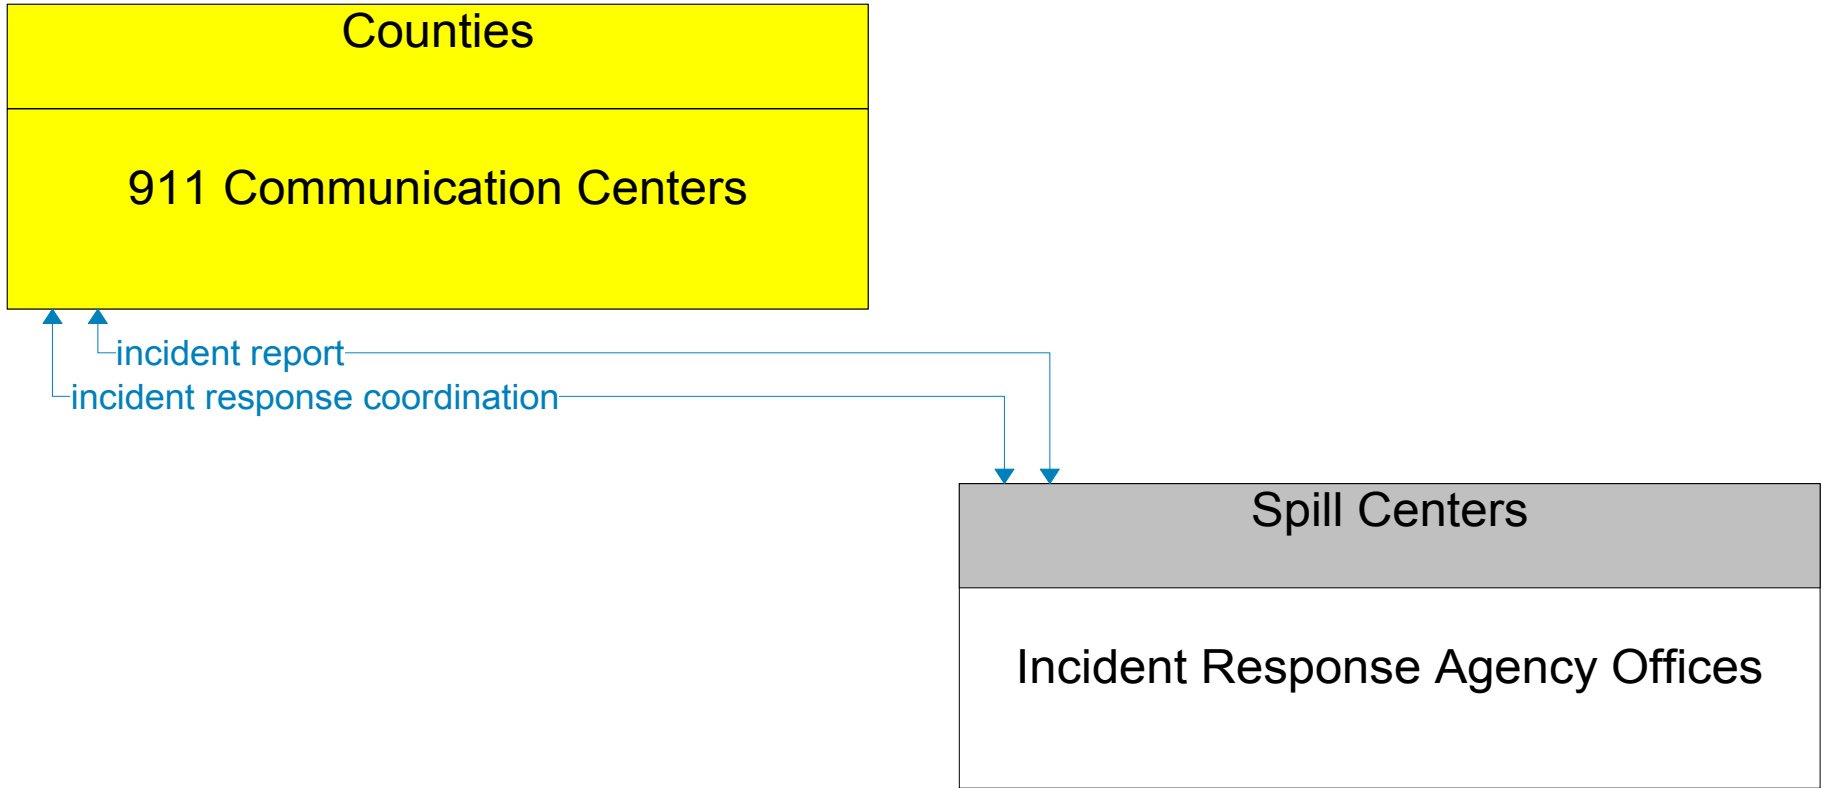 Counties
911 Communication Centers
incident report
incident response coordination
Spill Centers
Incident Response Agency Offices